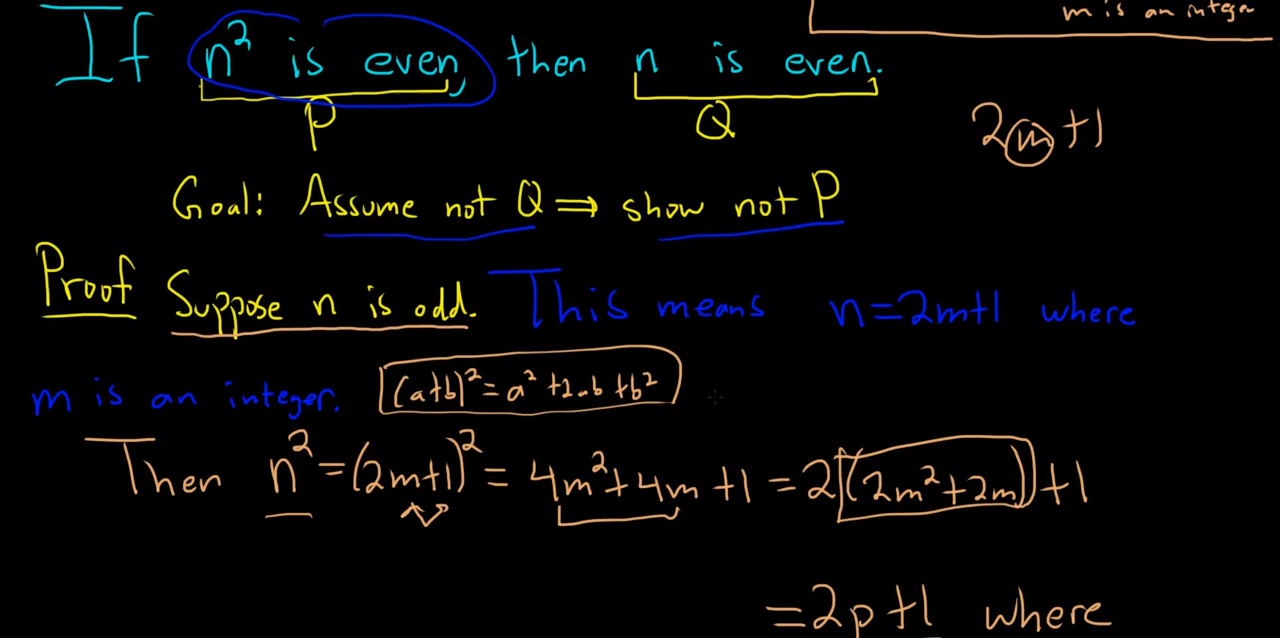 m is an integer
If n² is even, then n is even.
P Q
2m+1
Goal: Assume not Q ⇒ show not P
Proof Suppose n is odd. This means n=2m+1 where
m is an integer. (a+b)²=a²+2ab+b²
Then n²=(2m+1)²=4m²+4m+1=2(2m²+2m)+1
=2p+1 where